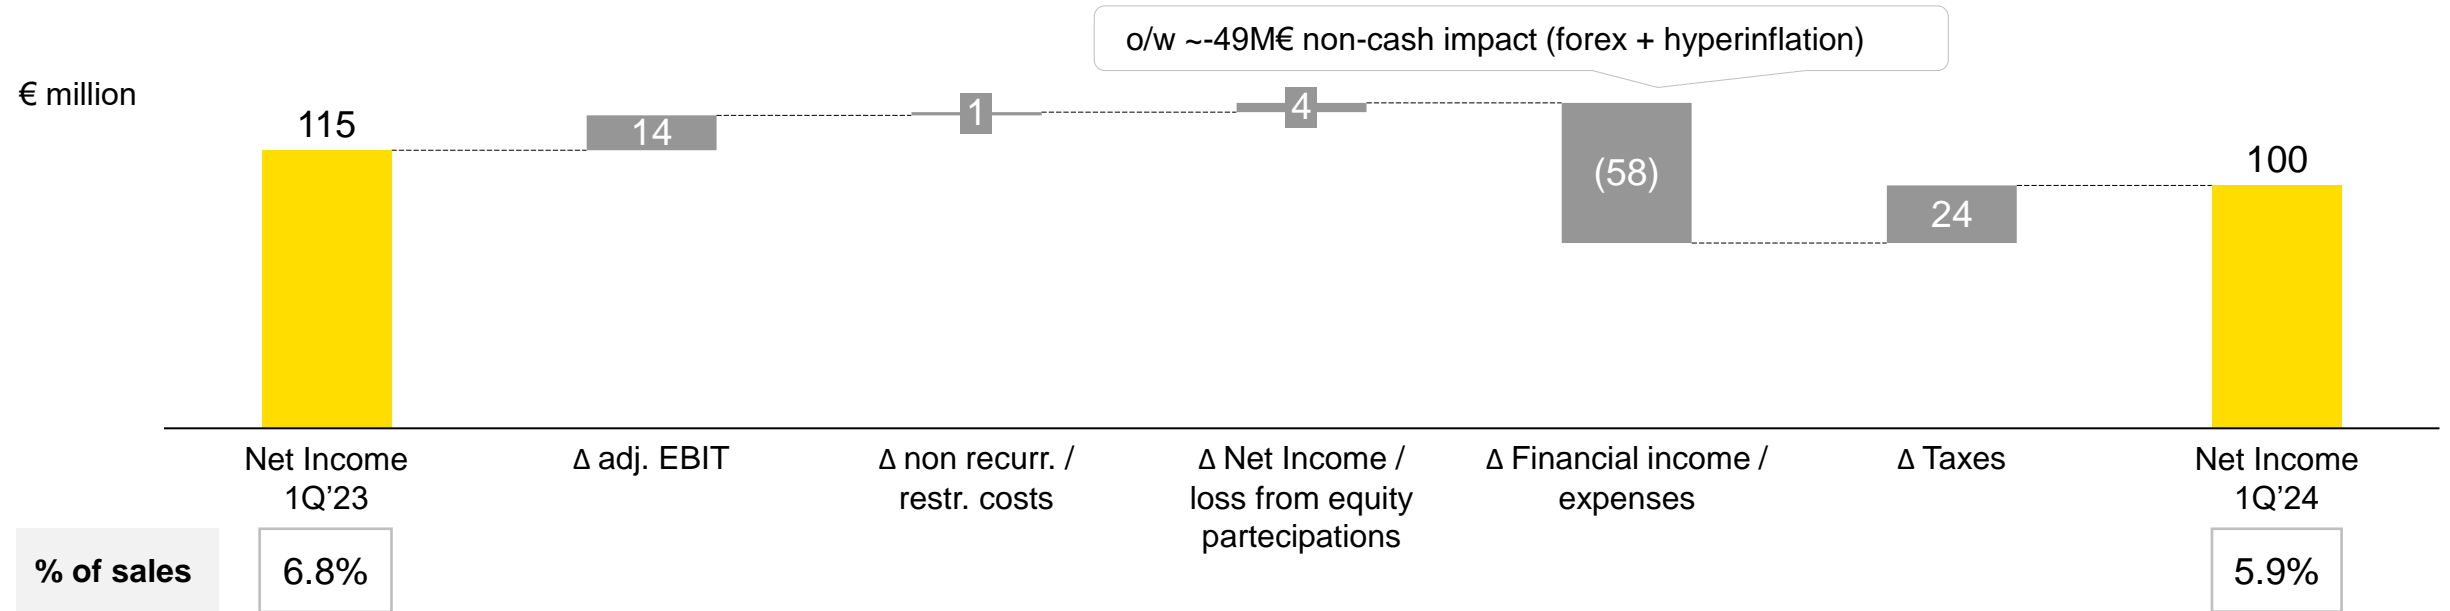 o/w ~-49M€ non-cash impact (forex + hyperinflation)
€ million
115
14
1
4
(58)
24
100
Net Income
1Q’23
Δ adj. EBIT
Δ non recurr. /
restr. costs
Δ Net Income /
loss from equity
partecipations
Δ Financial income /
expenses
Δ Taxes
Net Income
1Q’24
% of sales
6.8%
5.9%